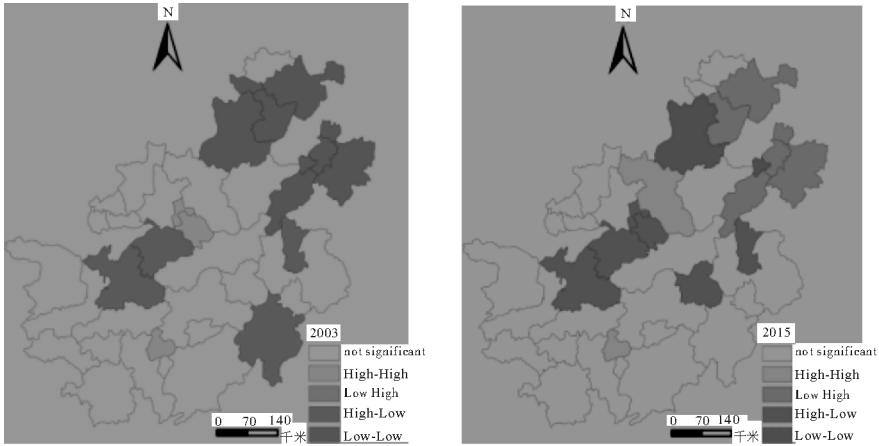 N
2003
not significant
High-High
Low High
High-Low
Low-Low
0 70 140
千米
N
2015
not significant
High-High
Low High
High-Low
Low-Low
0 70 140
千米